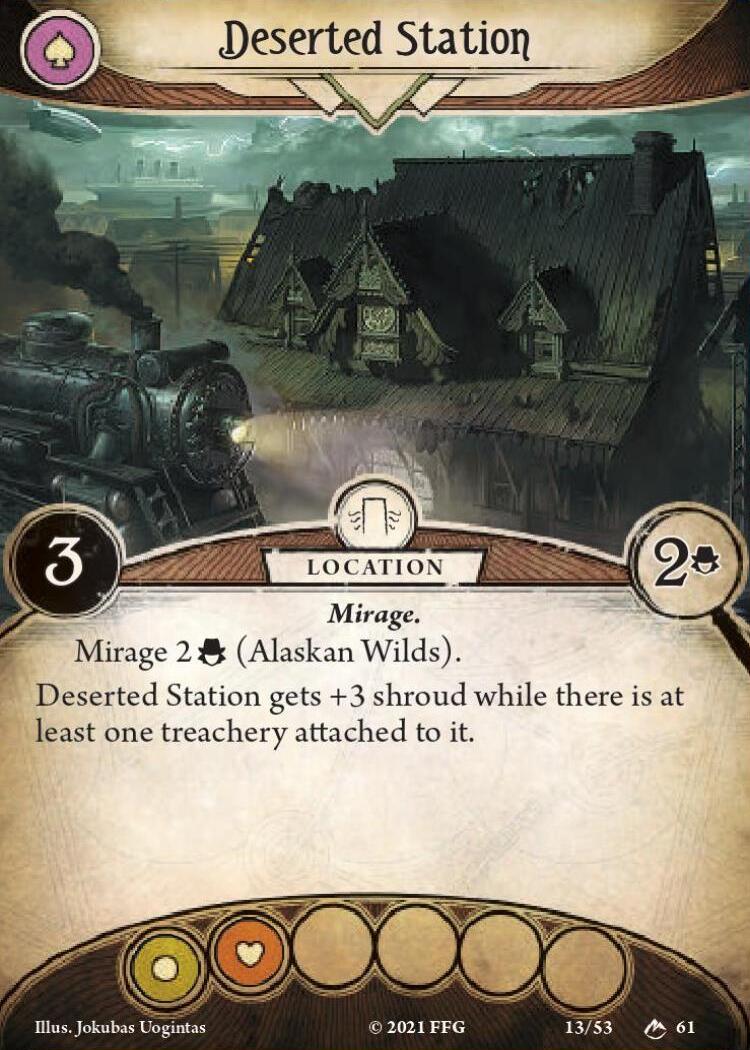 Deserted Station
3
LOCATION
2
Mirage.
Mirage 2 (Alaskan Wilds).
Deserted Station gets +3 shroud while there is at
least one treachery attached to it.
Illus. Jokubas Uogintas
© 2021 FFG
13/53
61